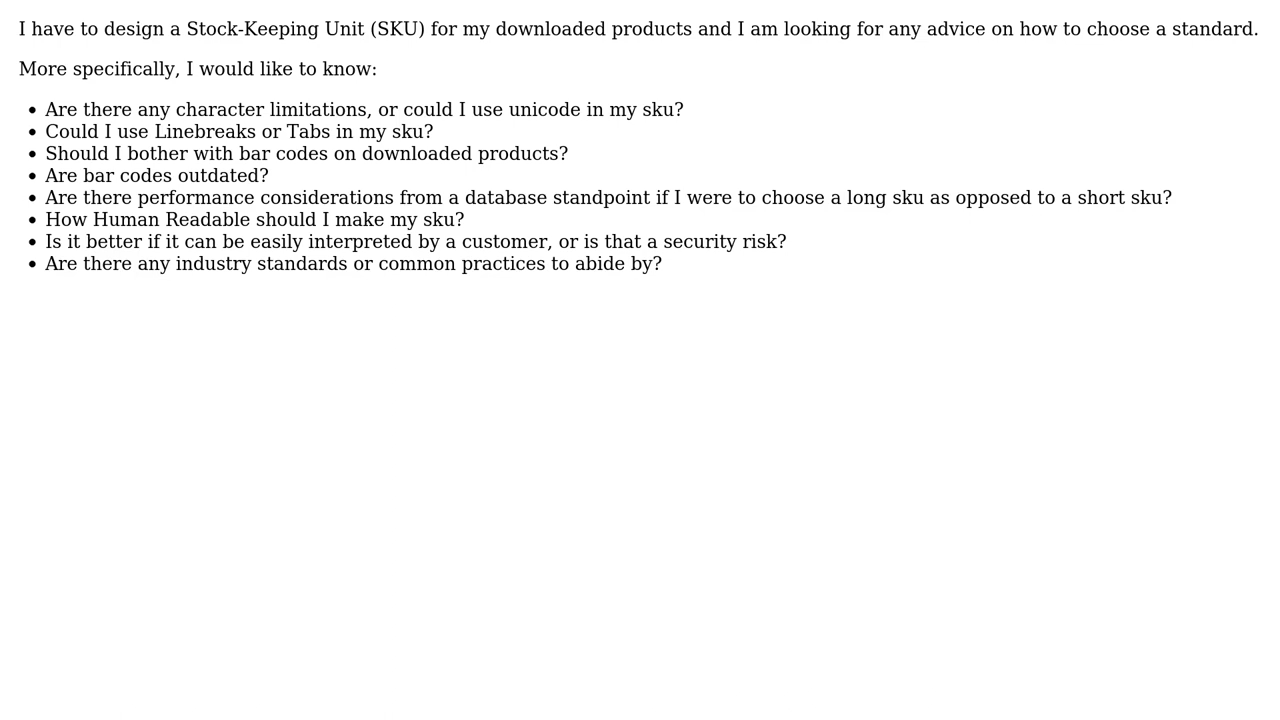 I have to design a Stock-Keeping Unit (SKU) for my downloaded products and I am looking for any advice on how to choose a standard.
More specifically, I would like to know:
• Are there any character limitations, or could I use unicode in my sku?
• Could I use Linebreaks or Tabs in my sku?
• Should I bother with bar codes on downloaded products?
• Are bar codes outdated?
• Are there performance considerations from a database standpoint if I were to choose a long sku as opposed to a short sku?
• How Human Readable should I make my sku?
• Is it better if it can be easily interpreted by a customer, or is that a security risk?
• Are there any industry standards or common practices to abide by?